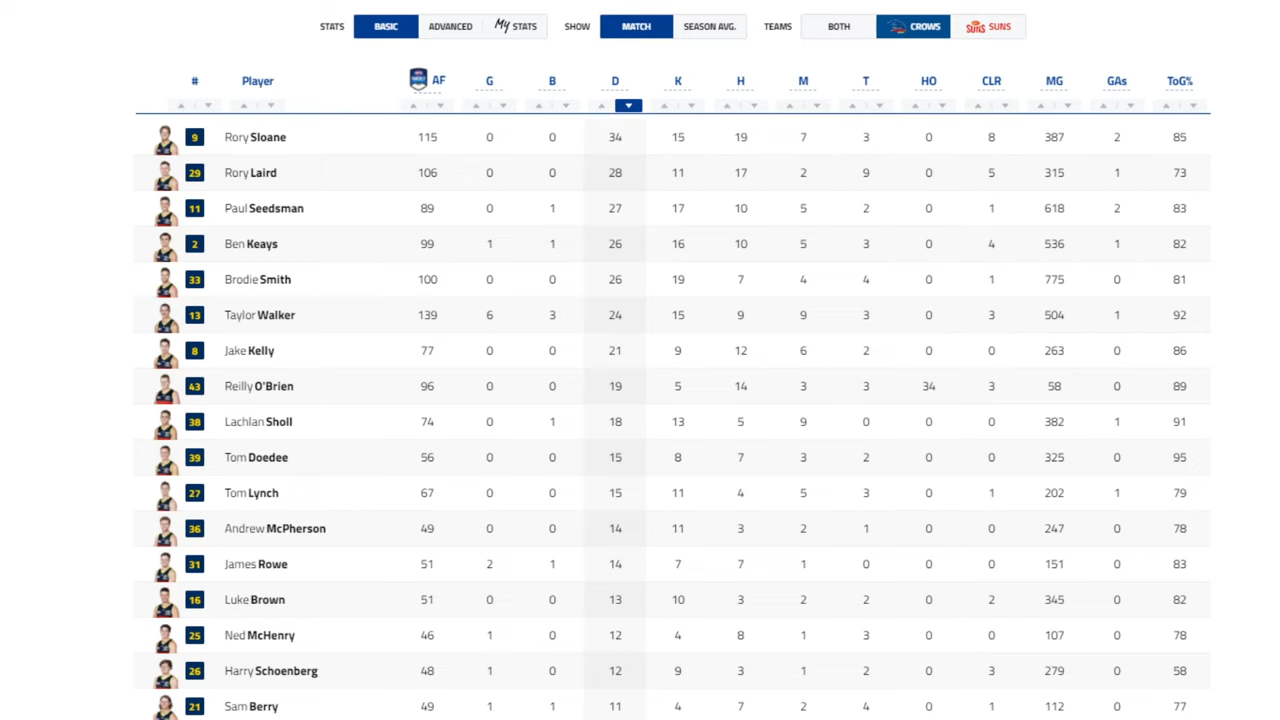 STATS BASIC ADVANCED My STATS SHOW MATCH SEASON AVG. TEAMS BOTH CROWS SUNS SUNS
# Player AF G B D K H M T HO CLR MG GAs ToG%
9 Rory Sloane 115 0 0 34 15 19 7 3 0 8 387 2 85
29 Rory Laird 106 0 0 28 11 17 2 9 0 5 315 1 73
11 Paul Seedsman 89 0 1 27 17 10 5 2 0 1 618 2 83
2 Ben Keays 99 1 1 26 16 10 5 3 0 4 536 1 82
33 Brodie Smith 100 0 0 26 19 7 4 4 0 1 775 0 81
13 Taylor Walker 139 6 3 24 15 9 9 3 0 3 504 1 92
8 Jake Kelly 77 0 0 21 9 12 6 2 0 0 263 0 86
43 Reilly O'Brien 96 0 0 19 5 14 3 3 34 3 58 0 89
38 Lachlan Sholl 74 0 1 18 13 5 9 0 0 0 382 1 91
39 Tom Doedee 56 0 0 15 8 7 3 2 0 0 325 0 95
27 Tom Lynch 67 0 0 15 11 4 5 3 0 1 202 1 79
36 Andrew McPherson 49 0 0 14 11 3 2 1 0 0 247 0 78
31 James Rowe 51 2 1 14 7 7 1 0 0 0 151 0 83
16 Luke Brown 51 0 0 13 10 3 2 2 0 2 345 0 82
25 Ned McHenry 46 1 0 12 4 8 1 3 0 0 107 0 78
26 Harry Schoenberg 48 1 0 12 9 3 1 2 0 3 279 0 58
21 Sam Berry 49 1 1 11 4 7 2 4 0 1 112 0 77